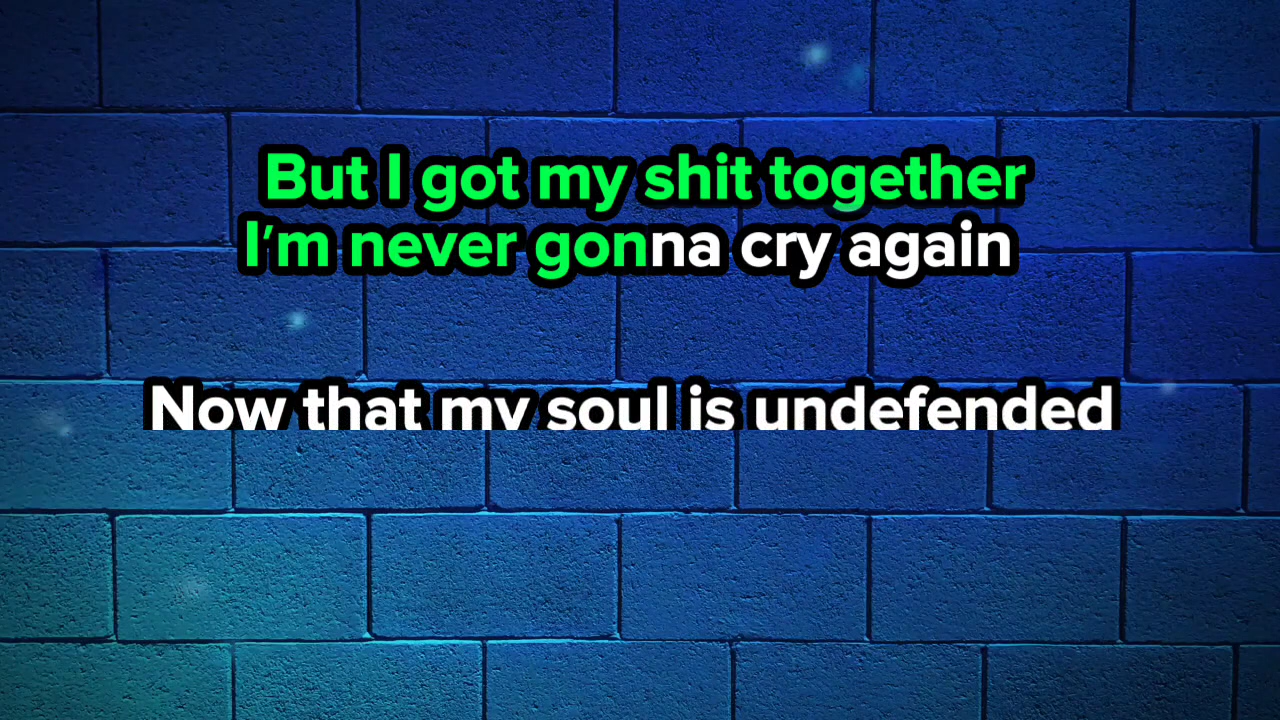 But I got my shit together
I'm never gonna cry again
Now that my soul is undefended